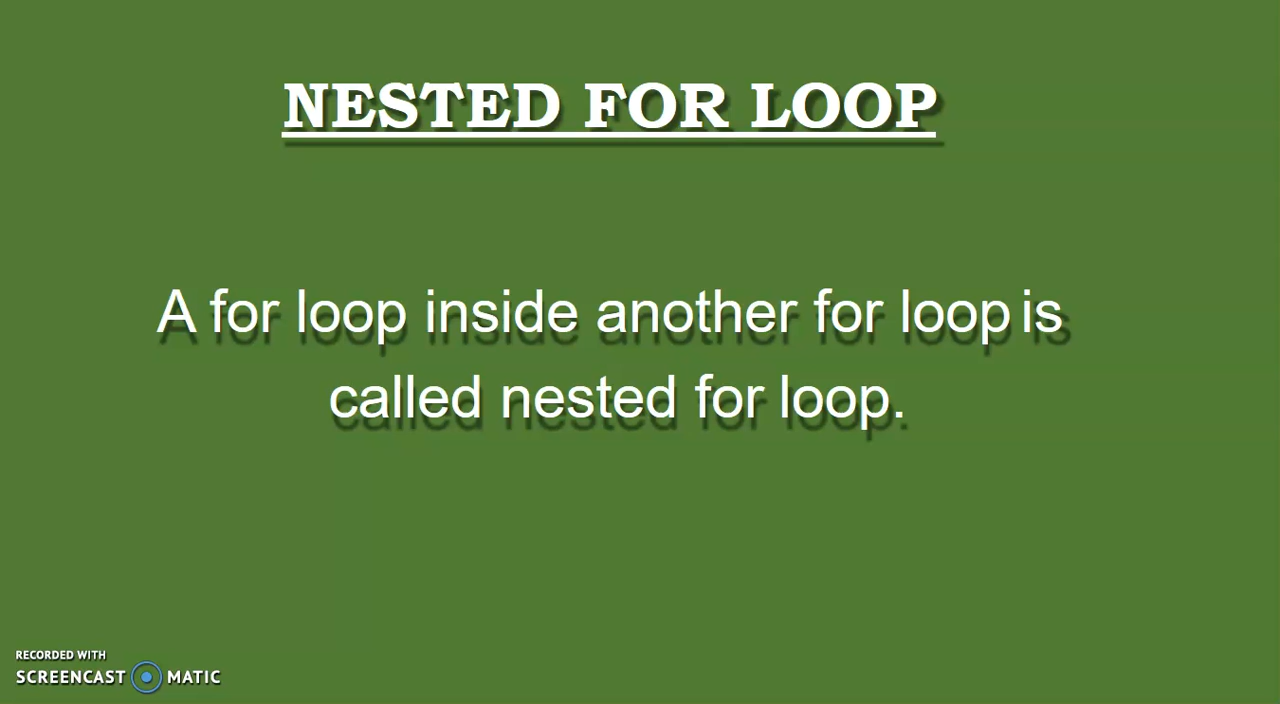 NESTED FOR LOOP
A for loop inside another for loop is
called nested for loop.
RECORDED WITH
SCREENCAST MATIC